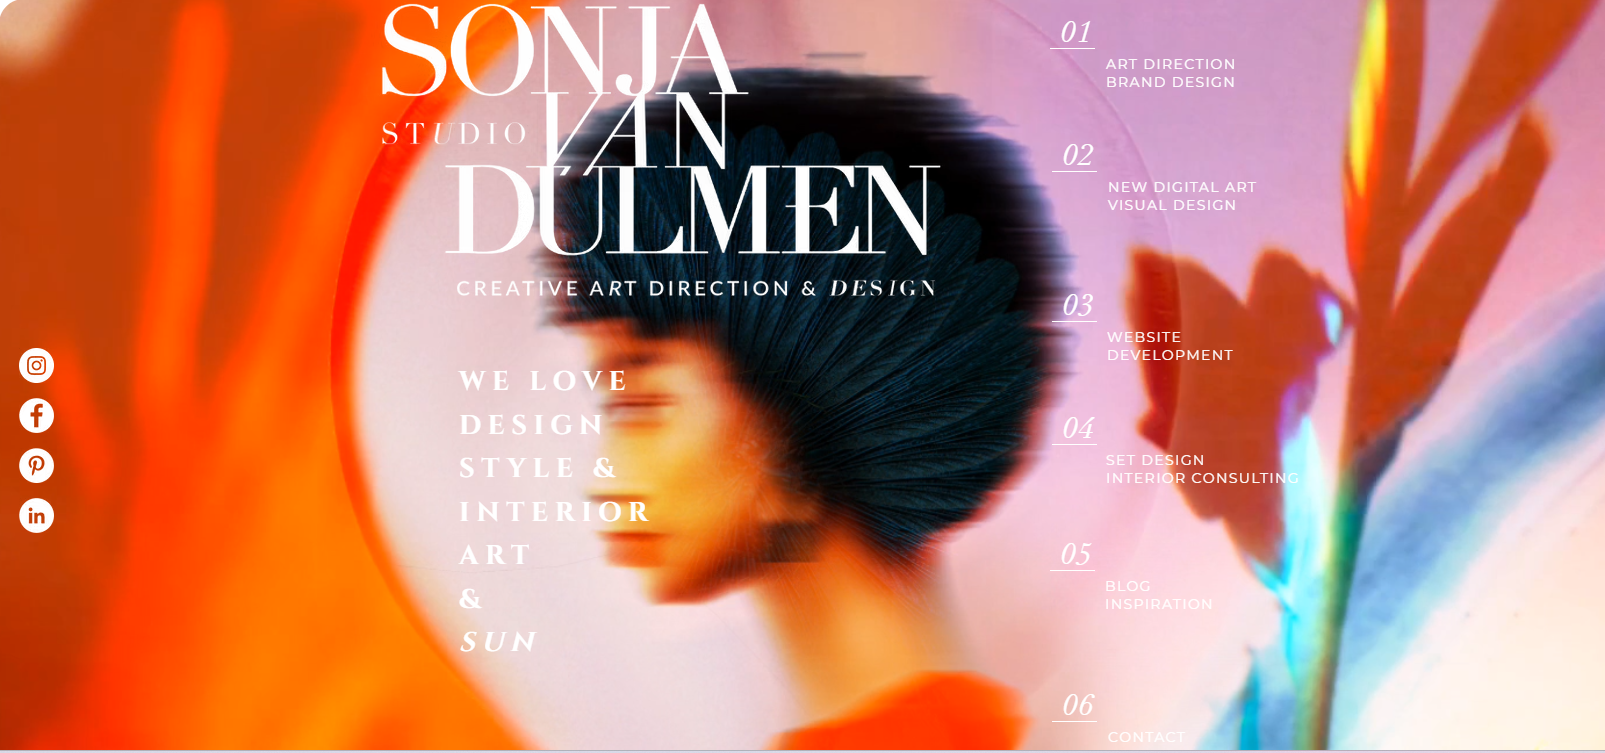 SONJA
STUDIO VAN
DÜLMEN
CREATIVE ART DIRECTION & DESIGN
WE LOVE
DESIGN
STYLE &
INTERIOR
ART
&
SUN
01
ART DIRECTION
BRAND DESIGN
02
NEW DIGITAL ART
VISUAL DESIGN
03
WEBSITE
DEVELOPMENT
04
SET DESIGN
INTERIOR CONSULTING
05
BLOG
INSPIRATION
06
CONTACT